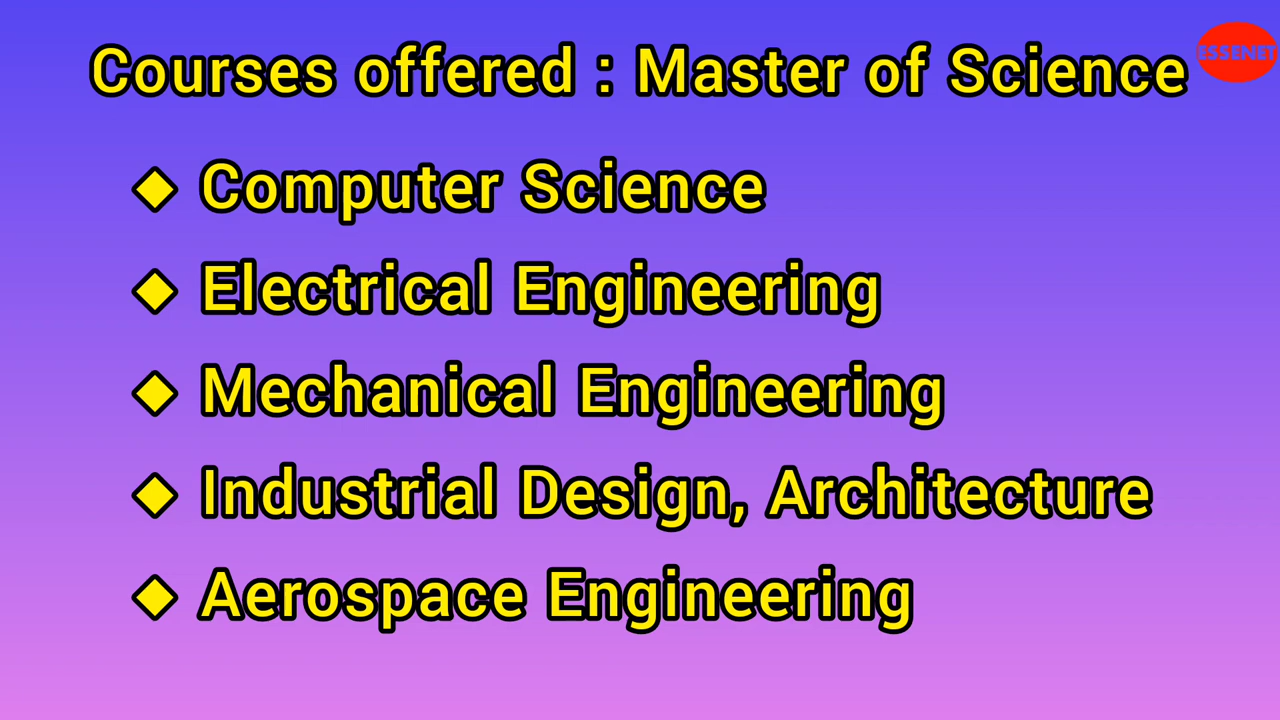 Courses offered : Master of Science
ESSENET
◆ Computer Science
◆ Electrical Engineering
◆ Mechanical Engineering
◆ Industrial Design, Architecture
◆ Aerospace Engineering